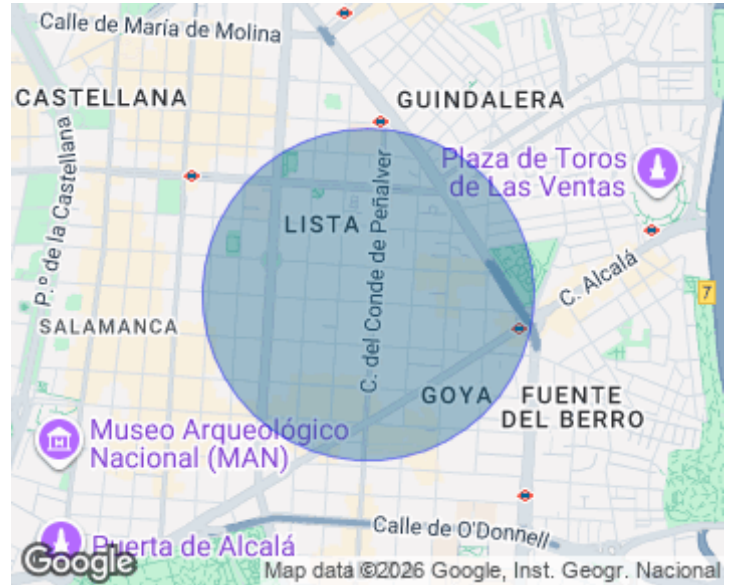 Calle de María de Molina
CASTELLANA
GUINDALERA
P.º de la Castellana
Plaza de Toros
de Las Ventas
LISTA
C. del Conde de Peñalver
C. Alcalá
7
SALAMANCA
GOYA
FUENTE
DEL BERRO
Museo Arqueológico
Nacional (MAN)
Calle de O'Donnell
Puerta de Alcalá
Google
Map data ©2026 Google, Inst. Geogr. Nacional